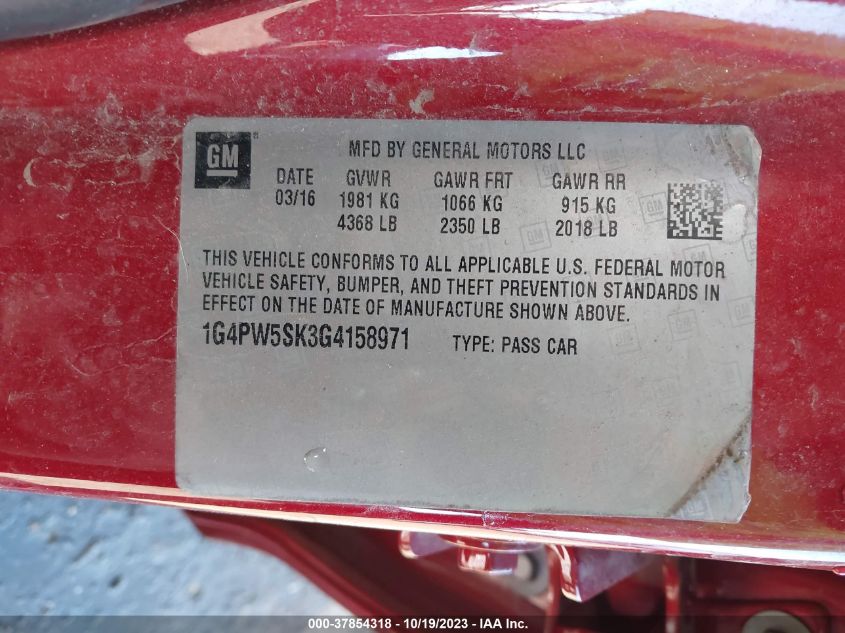 GM
MFD BY GENERAL MOTORS LLC
DATE GVWR GAWR FRT GAWR RR
03/16 1981 KG 1066 KG 915 KG
4368 LB 2350 LB 2018 LB
THIS VEHICLE CONFORMS TO ALL APPLICABLE U.S. FEDERAL MOTOR
VEHICLE SAFETY, BUMPER, AND THEFT PREVENTION STANDARDS IN
EFFECT ON THE DATE OF MANUFACTURE SHOWN ABOVE.
1G4PW5SK3G4158971 TYPE: PASS CAR
000-37854318 - 10/19/2023 - IAA Inc.